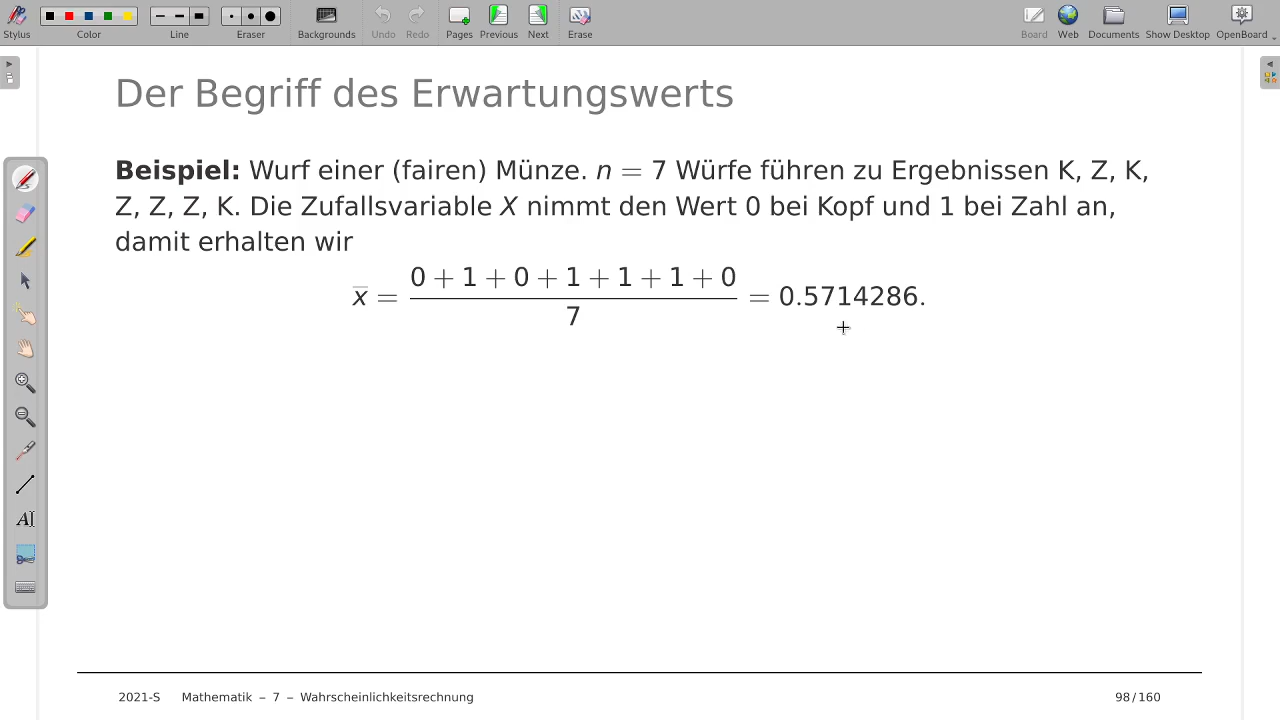 Stylus Color Line Eraser Backgrounds Undo Redo Pages Previous Next Erase Board Web Documents Show Desktop OpenBoard
Der Begriff des Erwartungswerts
Beispiel: Wurf einer (fairen) Münze. n = 7 Würfe führen zu Ergebnissen K, Z, K,
Z, Z, Z, K. Die Zufallsvariable X nimmt den Wert 0 bei Kopf und 1 bei Zahl an,
damit erhalten wir
x̅ = (0 + 1 + 0 + 1 + 1 + 1 + 0) / 7 = 0.5714286.
2021-S Mathematik – 7 – Wahrscheinlichkeitsrechnung 98/160